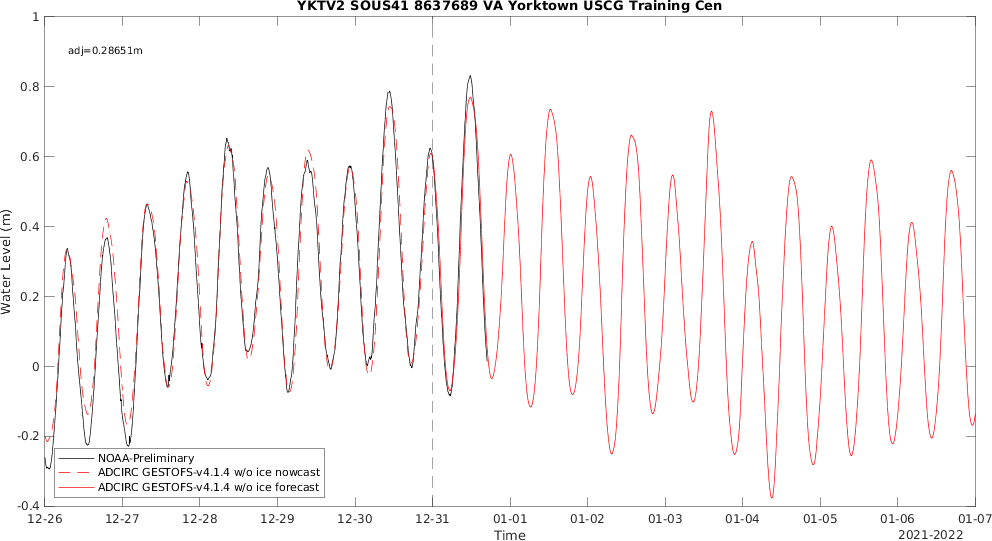 YKTV2 SOUS41 8637689 VA Yorktown USCG Training Cen
adj=0.28651m
Water Level (m)
1
0.8
0.6
0.4
0.2
0
-0.2
-0.4
NOAA-Preliminary
ADCIRC GESTOFS-v4.1.4 w/o ice nowcast
ADCIRC GESTOFS-v4.1.4 w/o ice forecast
12-26 12-27 12-28 12-29 12-30 12-31 01-01 01-02 01-03 01-04 01-05 01-06 01-07
Time
2021-2022